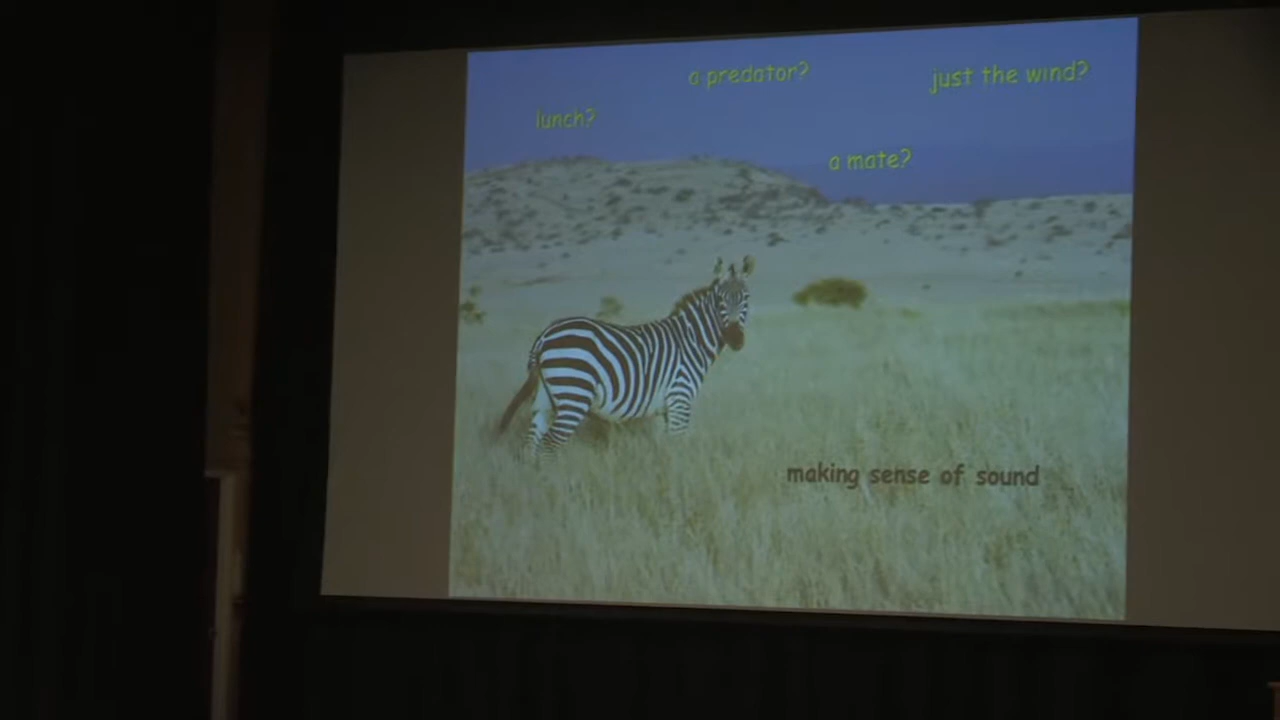 a predator?
just the wind?
lunch?
a mate?
making sense of sound